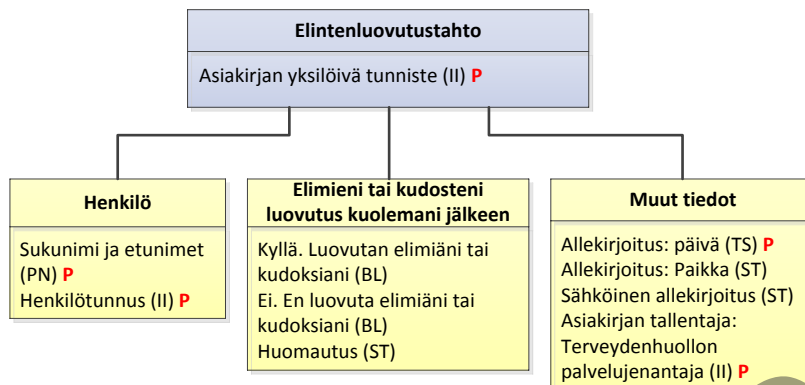 Elintenluovutustahto
Asiakirjan yksilöivä tunniste (II) P
Henkilö
Sukunimi ja etunimet
(PN) P
Henkilötunnus (II) P
Elimieni tai kudosteni
luovutus kuolemani jälkeen
Kyllä. Luovutan elimiäni tai
kudoksiani (BL)
Ei. En luovuta elimiäni tai
kudoksiani (BL)
Huomautus (ST)
Muut tiedot
Allekirjoitus: päivä (TS) P
Allekirjoitus: Paikka (ST)
Sähköinen allekirjoitus (ST)
Asiakirjan tallentaja:
Terveydenhuollon
palvelujenantaja (II) P